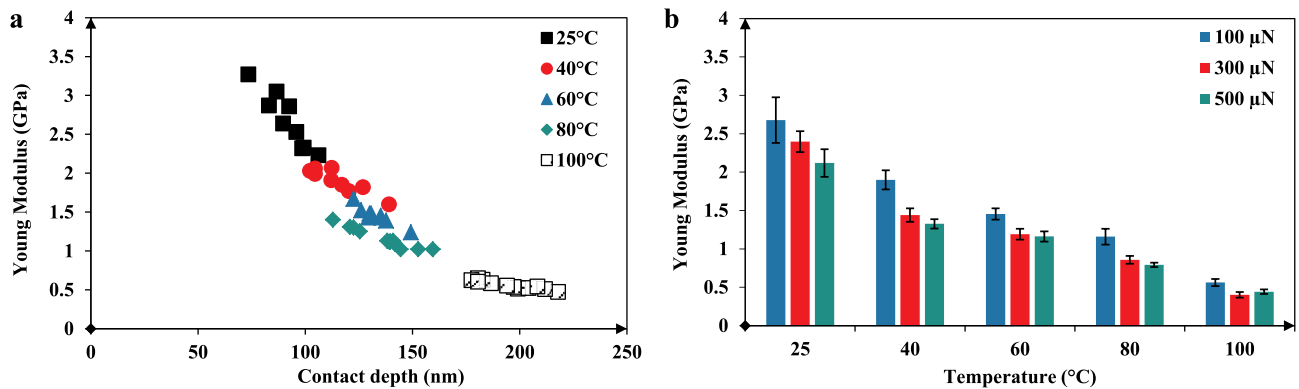 a
Young Modulus (GPa)
4
3.5
3
2.5
2
1.5
1
0.5
0
0
50
100
150
200
250
Contact depth (nm)
25°C
40°C
60°C
80°C
100°C
b
Young Modulus (GPa)
4
3.5
3
2.5
2
1.5
1
0.5
0
25
40
60
80
100
Temperature (°C)
100 µN
300 µN
500 µN